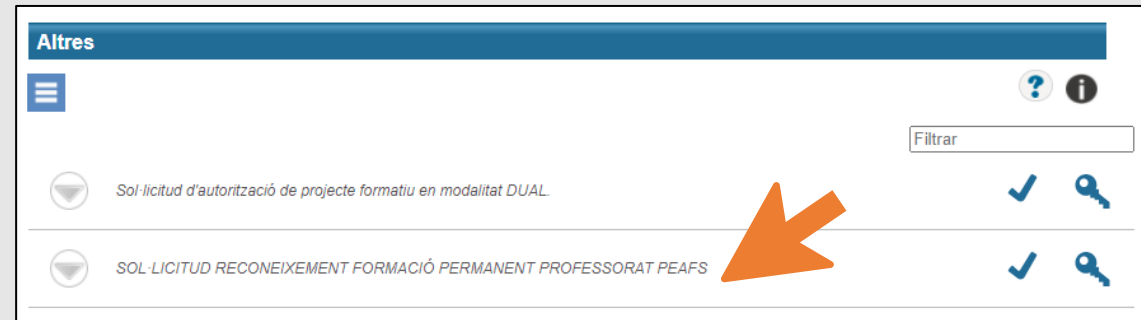 Altres
Filtrar
Sol·licitud d'autorització de projecte formatiu en modalitat DUAL.
SOL·LICITUD RECONEIXEMENT FORMACIÓ PERMANENT PROFESSORAT PEAFS